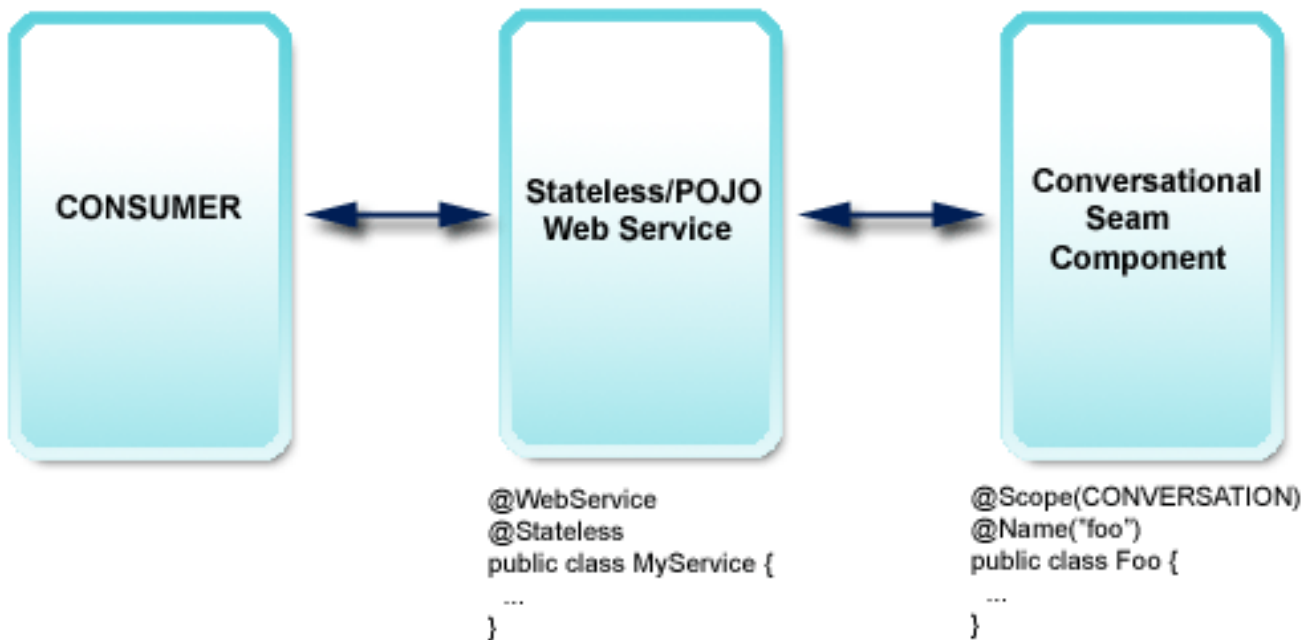 CONSUMER
Stateless/POJO
Web Service
Conversational
Seam
Component
@WebService
@Stateless
public class MyService {
...
}
@Scope(CONVERSATION)
@Name("foo")
public class Foo {
...
}